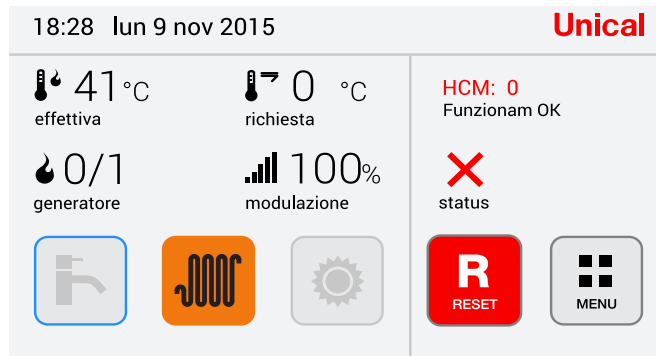 18:28 lun 9 nov 2015 Unical
41°C
effettiva
0 °C
richiesta
HCM: 0
Funzionam OK
0/1
generatore
100%
modulazione
status
R
RESET
MENU